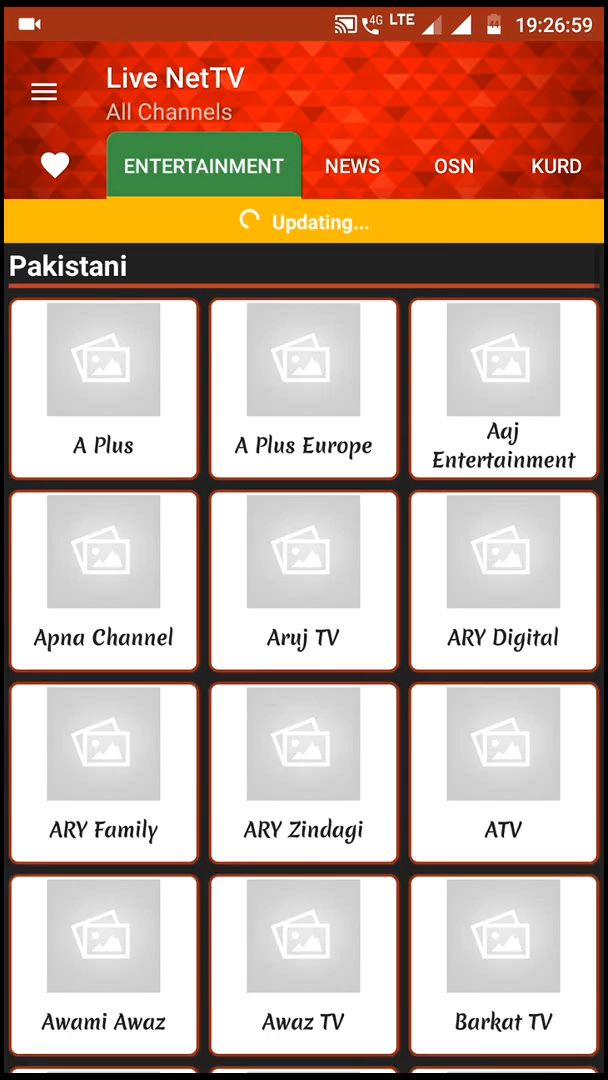 4G LTE 44 19:26:59
Live NetTV
All Channels
ENTERTAINMENT NEWS OSN KURD
Updating...
Pakistani
A Plus
A Plus Europe
Aaj
Entertainment
Apna Channel
Aruj TV
ARY Digital
ARY Family
ARY Zindagi
ATV
Awami Awaz
Awaz TV
Barkat TV